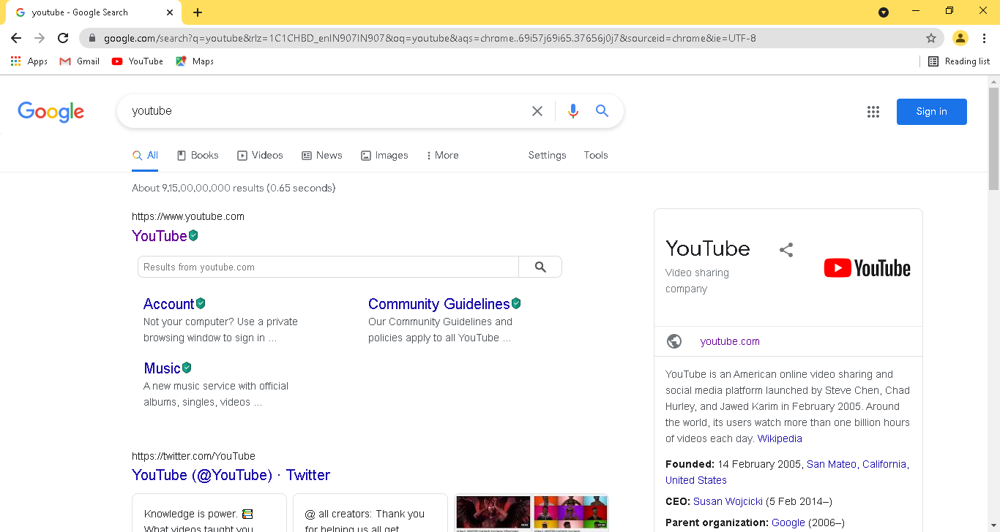 youtube - Google Search
google.com/search?q=youtube&rlz=1C1CHBD_enIN907IN907&oq=youtube&aqs=chrome..69i57j69i65.37656j0j7&sourceid=chrome&ie=UTF-8
Apps Gmail YouTube Maps Reading list
Google youtube Sign in
All Books Videos News Images More Settings Tools
About 9,15,00,00,000 results (0.65 seconds)
https://www.youtube.com
YouTube
Results from youtube.com
Account
Not your computer? Use a private
browsing window to sign in ...
Community Guidelines
Our Community Guidelines and
policies apply to all YouTube ...
Music
A new music service with official
albums, singles, videos ...
https://twitter.com/YouTube
YouTube (@YouTube) · Twitter
Knowledge is power.
What videos taught you
@ all creators: Thank you
for helping us all get
YouTube
Video sharing
company
YouTube
youtube.com
YouTube is an American online video sharing and
social media platform launched by Steve Chen, Chad
Hurley, and Jawed Karim in February 2005. Around
the world, its users watch more than one billion hours
of videos each day. Wikipedia
Founded: 14 February 2005, San Mateo, California,
United States
CEO: Susan Wojcicki (5 Feb 2014–)
Parent organization: Google (2006–)